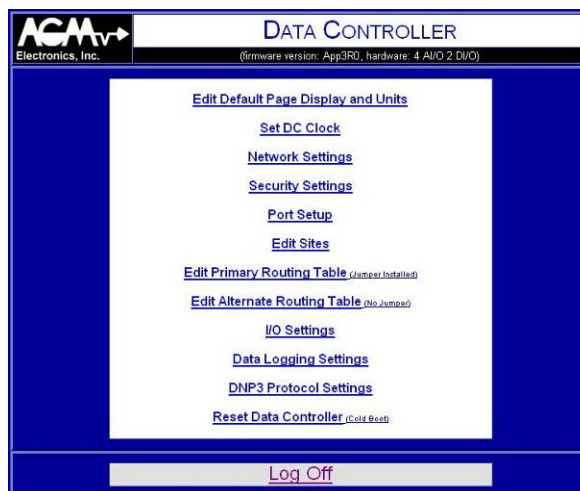 ACM
Electronics, Inc.
DATA CONTROLLER
(firmware version: App3R0, hardware: 4 AI/O 2 DI/O)
Edit Default Page Display and Units
Set DC Clock
Network Settings
Security Settings
Port Setup
Edit Sites
Edit Primary Routing Table (Jumper Installed)
Edit Alternate Routing Table (No Jumper)
I/O Settings
Data Logging Settings
DNP3 Protocol Settings
Reset Data Controller (Cold Boot)
Log Off